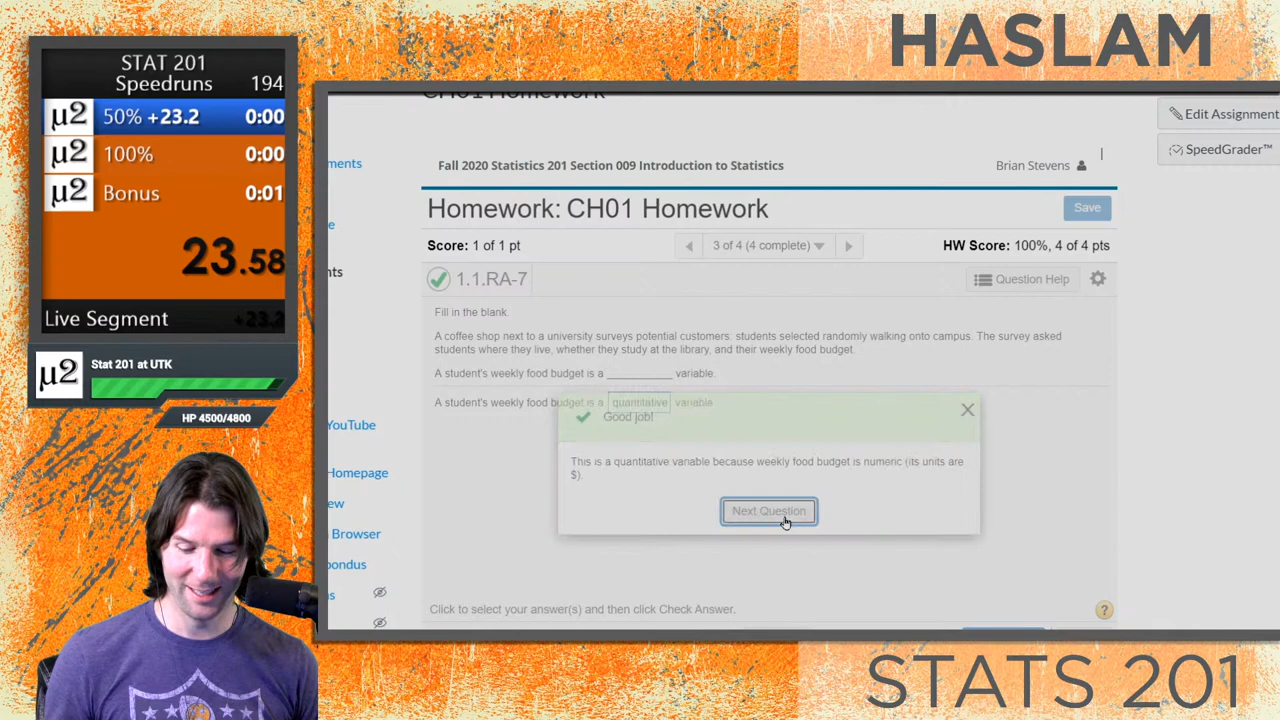 HASLAM
STAT 201
Speedruns 194
μ2 50% +23.2 0:00
μ2 100% 0:00
μ2 Bonus 0:01
23.58
Live Segment +23.2
μ2 Stat 201 at UTK
HP 4500/4800
CH01 Homework
Edit Assignment
SpeedGrader™
ments
e
nts
YouTube
Homepage
ew
Browser
pondus
s
Fall 2020 Statistics 201 Section 009 Introduction to Statistics
Brian Stevens
Homework: CH01 Homework
Save
Score: 1 of 1 pt
3 of 4 (4 complete)
HW Score: 100%, 4 of 4 pts
1.1.RA-7
Question Help
Fill in the blank.
A coffee shop next to a university surveys potential customers: students selected randomly walking onto campus. The survey asked
students where they live, whether they study at the library, and their weekly food budget.
A student's weekly food budget is a ___________ variable.
A student's weekly food budget is a quantitative variable
Good job!
This is a quantitative variable because weekly food budget is numeric (its units are
$).
Next Question
Click to select your answer(s) and then click Check Answer.
?
STATS 201